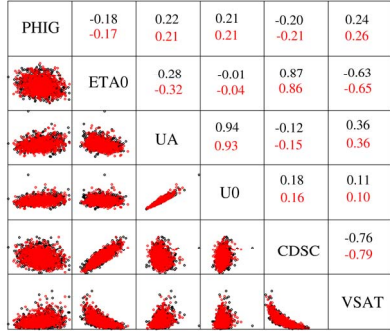 PHIG -0.18 0.22 0.21 -0.20 0.24
-0.17 0.21 0.21 -0.21 0.26
ETA0 0.28 -0.01 0.87 -0.63
-0.32 -0.04 0.86 -0.65
UA 0.94 -0.12 0.36
0.93 -0.15 0.36
U0 0.18 0.11
0.16 0.10
CDSC -0.76
-0.79
VSAT